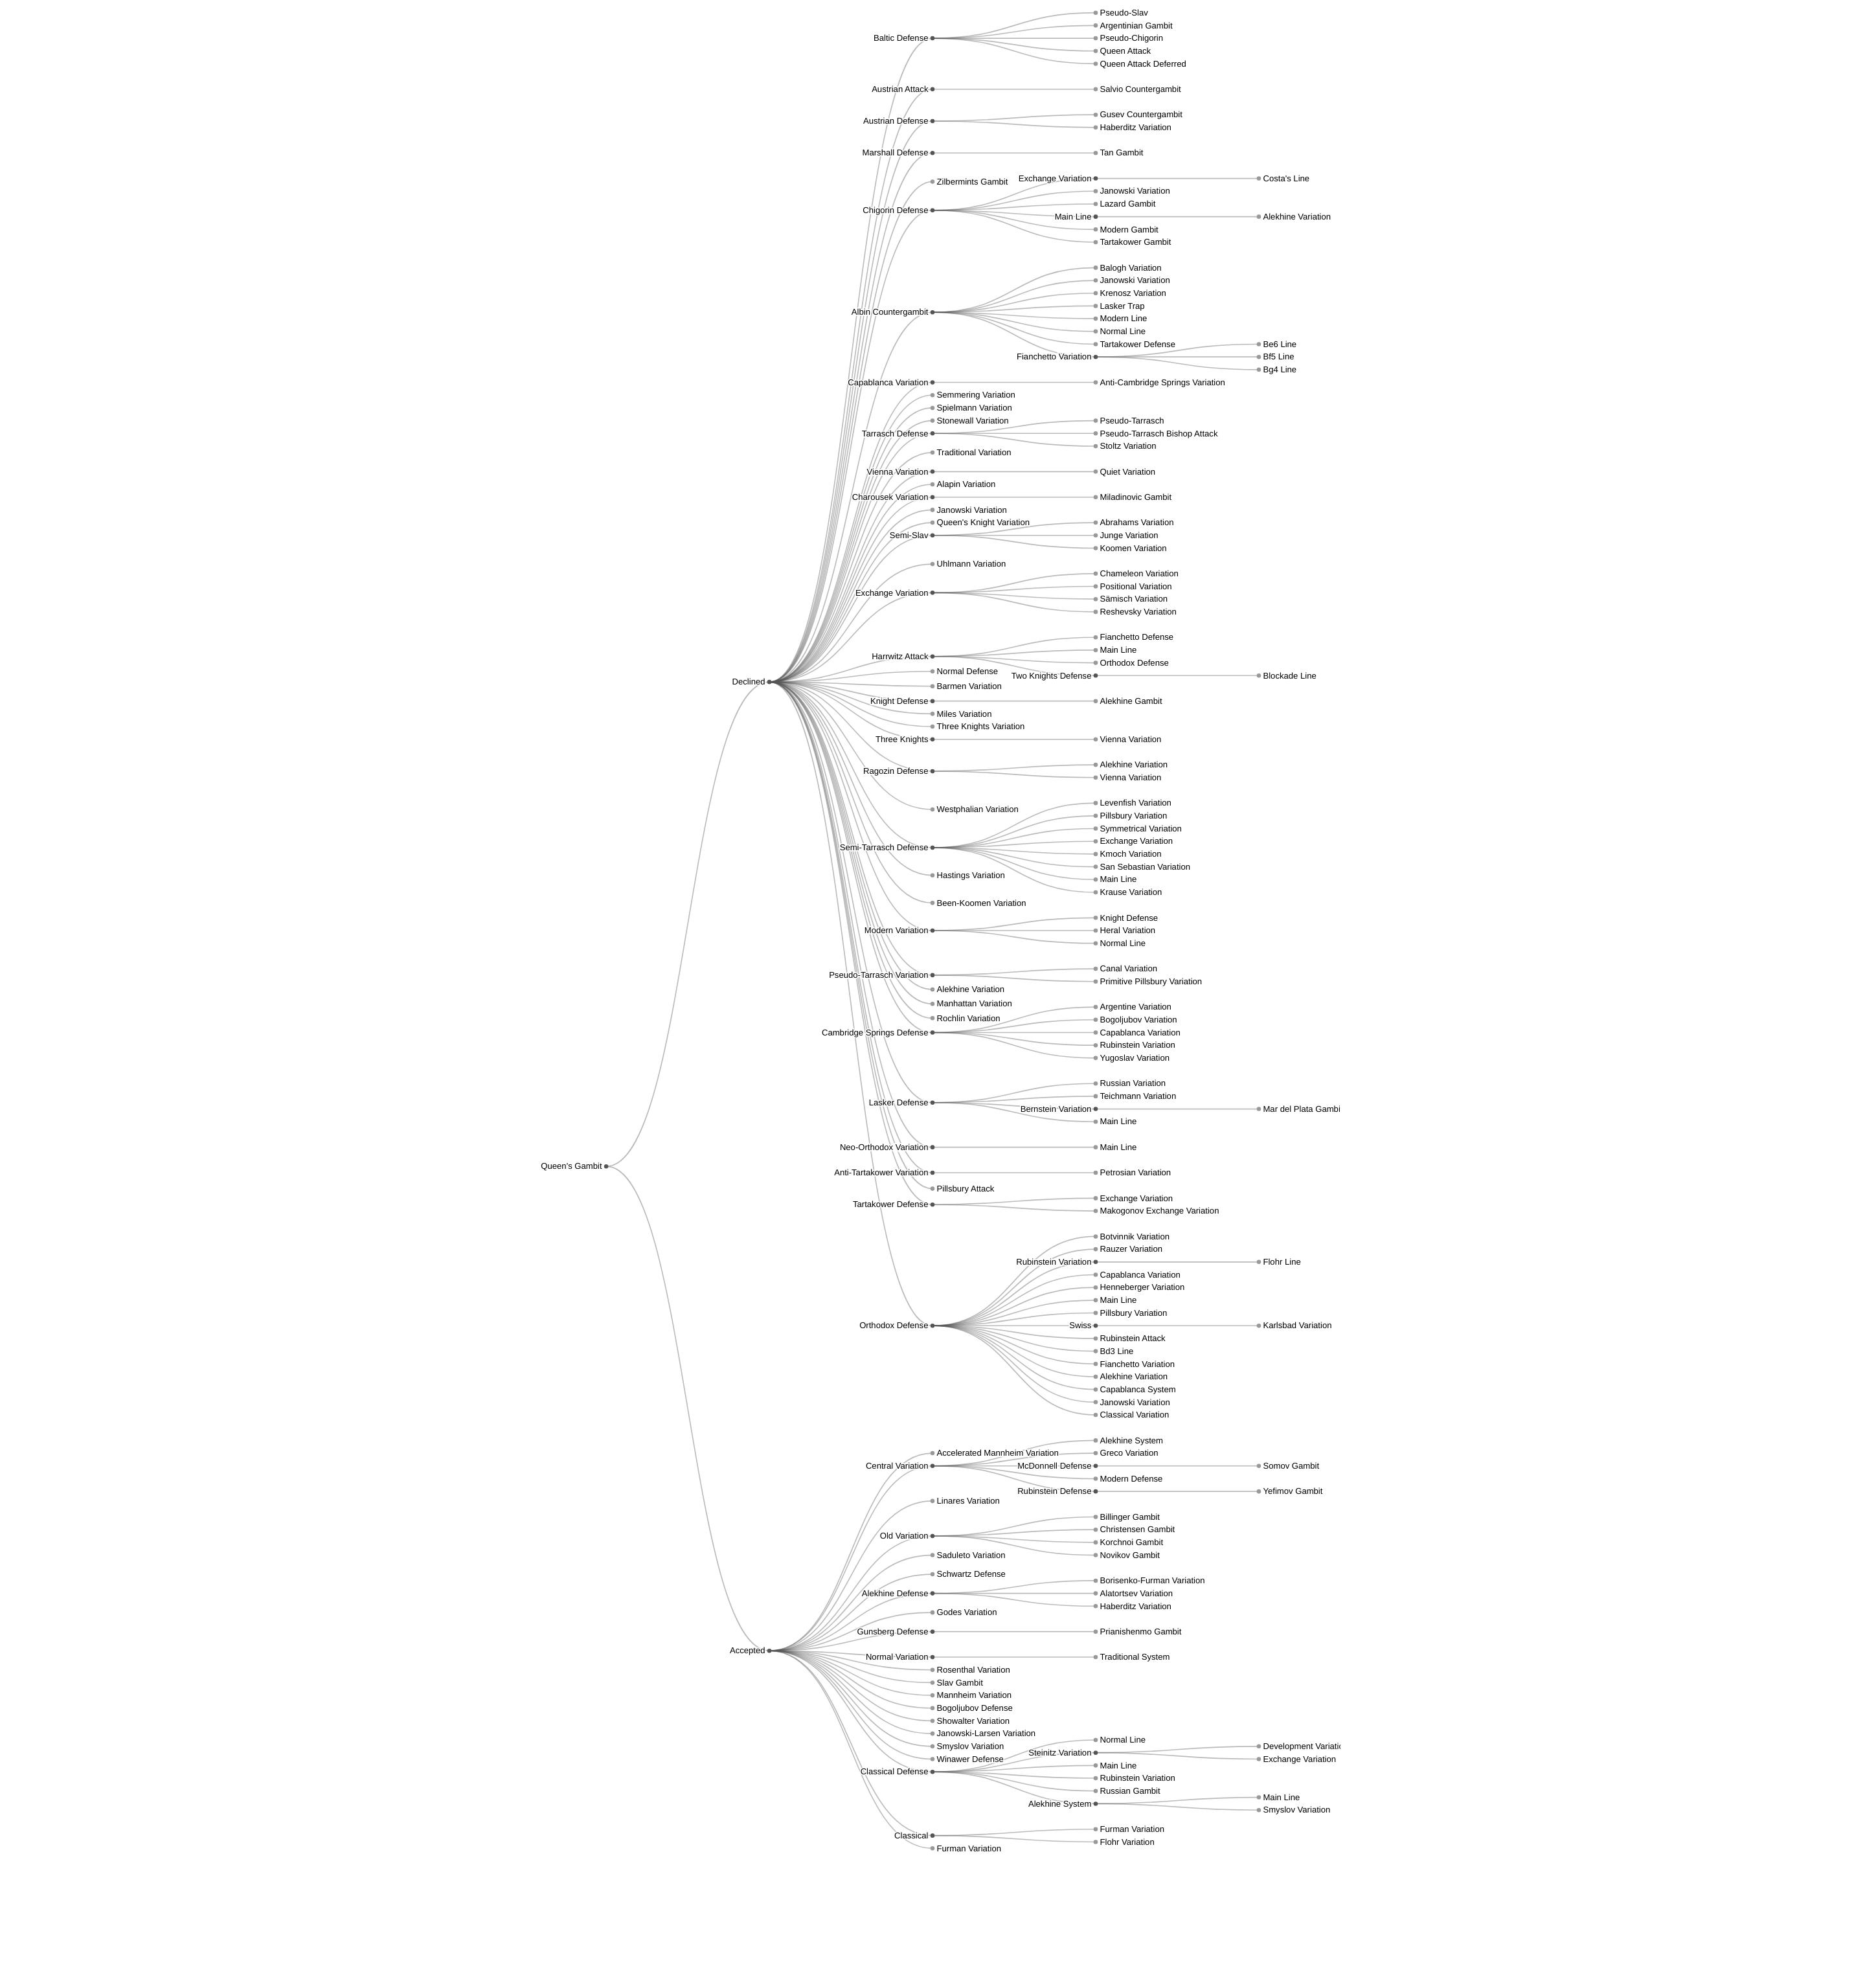 Queen's Gambit
Declined
Baltic Defense
Pseudo-Slav
Argentinian Gambit
Pseudo-Chigorin
Queen Attack
Queen Attack Deferred
Austrian Attack
Salvio Countergambit
Austrian Defense
Gusev Countergambit
Haberditz Variation
Marshall Defense
Tan Gambit
Zilbermints Gambit
Chigorin Defense
Exchange Variation
Costa's Line
Janowski Variation
Lazard Gambit
Main Line
Alekhine Variation
Modern Gambit
Tartakower Gambit
Albin Countergambit
Balogh Variation
Janowski Variation
Krenosz Variation
Lasker Trap
Modern Line
Normal Line
Tartakower Defense
Fianchetto Variation
Be6 Line
Bf5 Line
Bg4 Line
Capablanca Variation
Anti-Cambridge Springs Variation
Semmering Variation
Spielmann Variation
Stonewall Variation
Tarrasch Defense
Pseudo-Tarrasch
Pseudo-Tarrasch Bishop Attack
Stoltz Variation
Traditional Variation
Vienna Variation
Quiet Variation
Alapin Variation
Charousek Variation
Miladinovic Gambit
Janowski Variation
Queen's Knight Variation
Semi-Slav
Abrahams Variation
Junge Variation
Koomen Variation
Uhlmann Variation
Exchange Variation
Chameleon Variation
Positional Variation
Sämisch Variation
Reshevsky Variation
Harrwitz Attack
Fianchetto Defense
Main Line
Orthodox Defense
Two Knights Defense
Blockade Line
Normal Defense
Barmen Variation
Knight Defense
Alekhine Gambit
Miles Variation
Three Knights Variation
Three Knights
Vienna Variation
Ragozin Defense
Alekhine Variation
Vienna Variation
Westphalian Variation
Semi-Tarrasch Defense
Levenfish Variation
Pillsbury Variation
Symmetrical Variation
Exchange Variation
Kmoch Variation
San Sebastian Variation
Main Line
Krause Variation
Hastings Variation
Been-Koomen Variation
Modern Variation
Knight Defense
Heral Variation
Normal Line
Pseudo-Tarrasch Variation
Canal Variation
Primitive Pillsbury Variation
Alekhine Variation
Manhattan Variation
Rochlin Variation
Cambridge Springs Defense
Argentine Variation
Bogoljubov Variation
Capablanca Variation
Rubinstein Variation
Yugoslav Variation
Lasker Defense
Russian Variation
Teichmann Variation
Bernstein Variation
Mar del Plata Gambi
Main Line
Neo-Orthodox Variation
Main Line
Anti-Tartakower Variation
Petrosian Variation
Pillsbury Attack
Tartakower Defense
Exchange Variation
Makogonov Exchange Variation
Orthodox Defense
Botvinnik Variation
Rauzer Variation
Rubinstein Variation
Flohr Line
Capablanca Variation
Henneberger Variation
Main Line
Pillsbury Variation
Swiss
Karlsbad Variation
Rubinstein Attack
Bd3 Line
Fianchetto Variation
Alekhine Variation
Capablanca System
Janowski Variation
Classical Variation
Accepted
Accelerated Mannheim Variation
Central Variation
Alekhine System
Greco Variation
McDonnell Defense
Somov Gambit
Modern Defense
Rubinstein Defense
Yefimov Gambit
Linares Variation
Old Variation
Billinger Gambit
Christensen Gambit
Korchnoi Gambit
Novikov Gambit
Saduleto Variation
Schwartz Defense
Alekhine Defense
Borisenko-Furman Variation
Alatortsev Variation
Haberditz Variation
Godes Variation
Gunsberg Defense
Prianishenmo Gambit
Normal Variation
Traditional System
Rosenthal Variation
Slav Gambit
Mannheim Variation
Bogoljubov Defense
Showalter Variation
Janowski-Larsen Variation
Smyslov Variation
Winawer Defense
Classical Defense
Normal Line
Steinitz Variation
Development Variati
Exchange Variation
Main Line
Rubinstein Variation
Russian Gambit
Alekhine System
Main Line
Smyslov Variation
Classical
Furman Variation
Flohr Variation
Furman Variation